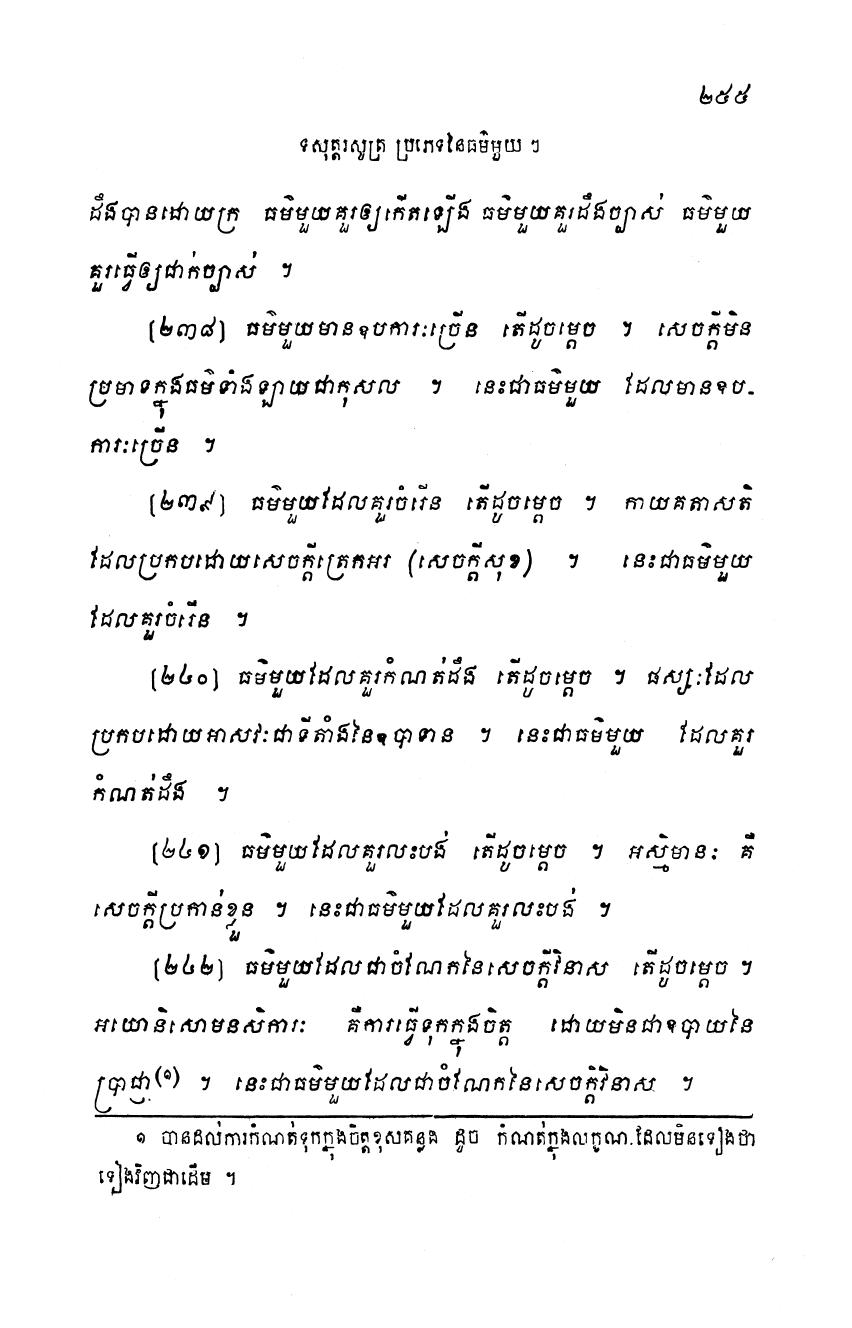 ២៥៥
ទសុត្តរសូត្រ ប្រភេទនៃធម៌មួយ ៗ
ដឹងបានដោយក្រ ធម៌មួយគួរឲ្យកើតឡើង ធម៌មួយគួរដឹងច្បាស់ ធម៌មួយ
គួរធ្វើឲ្យជាក់ច្បាស់ ។
(២៣៨) ធម៌មួយមានឧបការៈច្រើន តើដូចម្តេច ។ សេចក្តីមិន
ប្រមាទក្នុងធម៌ទាំងឡាយជាកុសល ។ នេះជាធម៌មួយ ដែលមានឧប-
ការៈច្រើន ។
(២៣៩) ធម៌មួយដែលគួរចំរើន តើដូចម្តេច ។ កាយគតាសតិ
ដែលប្រកបដោយសេចក្តីត្រេកអរ (សេចក្តីសុខ) ។ នេះជាធម៌មួយ
ដែលគួរចំរើន ។
(២៤០) ធម៌មួយដែលគួរកំណត់ដឹង តើដូចម្តេច ។ ផស្សៈដែល
ប្រកបដោយអាសវៈជាទីតាំងនៃឧបាទាន ។ នេះជាធម៌មួយ ដែលគួរ
កំណត់ដឹង ។
(២៤១) ធម៌មួយដែលគួរលះបង់ តើដូចម្តេច ។ អស្មិមានៈ គឺ
សេចក្តីប្រកាន់ខ្លួន ។ នេះជាធម៌មួយដែលគួរលះបង់ ។
(២៤២) ធម៌មួយដែលជាចំណែកនៃសេចក្តីវិនាស តើដូចម្តេច ។
អយោនិសោមនសិការៈ គឺការធ្វើទុកក្នុងចិត្ត ដោយមិនជាឧបាយនៃ
ប្រាជ្ញា(១) ។ នេះជាធម៌មួយដែលជាចំណែកនៃសេចក្តីវិនាស ។
១ បានដល់ការកំណត់ទុកក្នុងចិត្តខុសគន្លង ដូច កំណត់ក្នុងលក្ខណៈដែលមិនទៀងថា
ទៀងវិញជាដើម ។